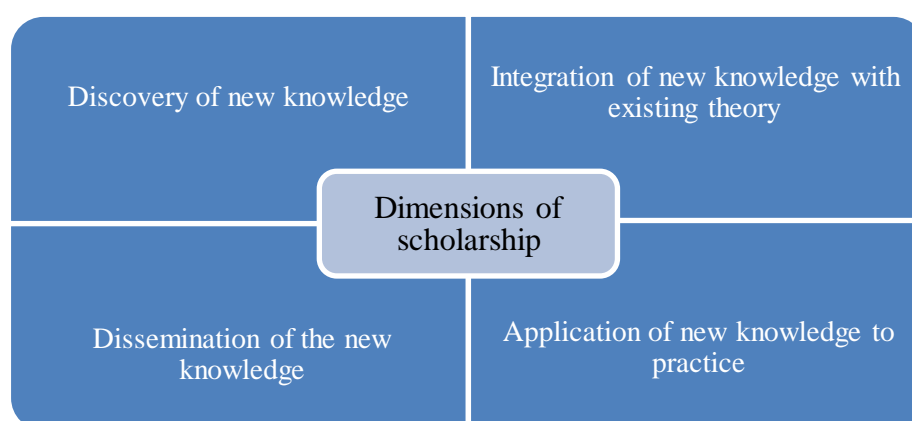 Discovery of new knowledge
Integration of new knowledge with
existing theory
Dimensions of
scholarship
Dissemination of the new
knowledge
Application of new knowledge to
practice